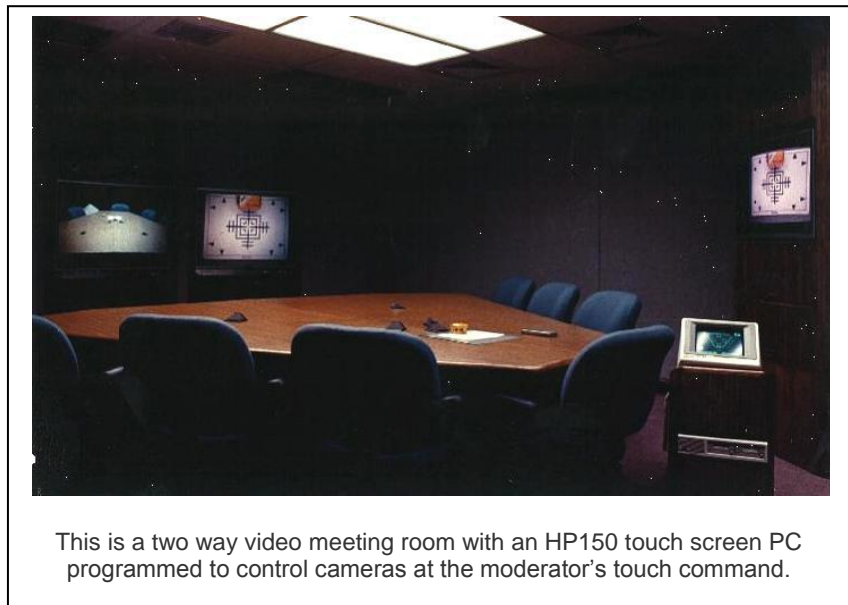 This is a two way video meeting room with an HP150 touch screen PC
programmed to control cameras at the moderator’s touch command.